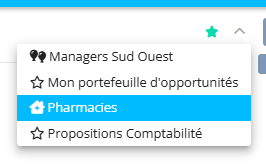 Managers Sud Ouest
Mon portefeuille d'opportunités
Pharmacies
Propositions Comptabilité